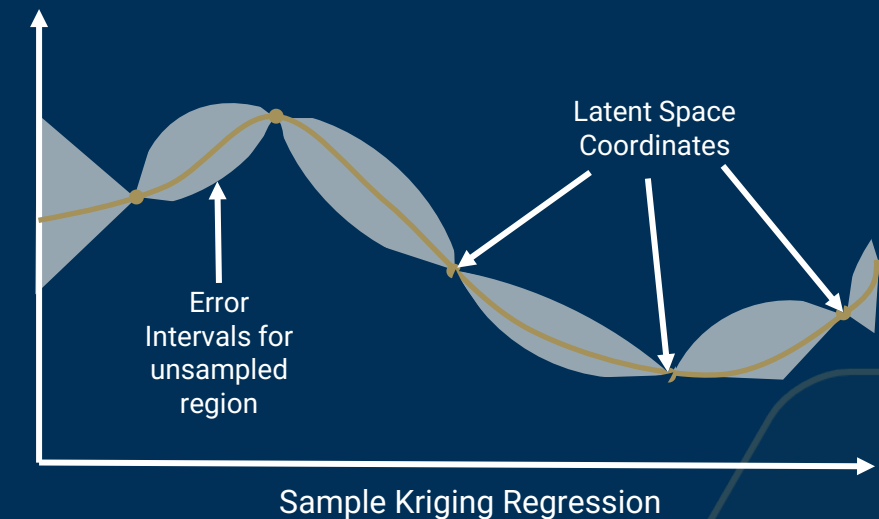 Latent Space
Coordinates
Error
Intervals for
unsampled
region
Sample Kriging Regression